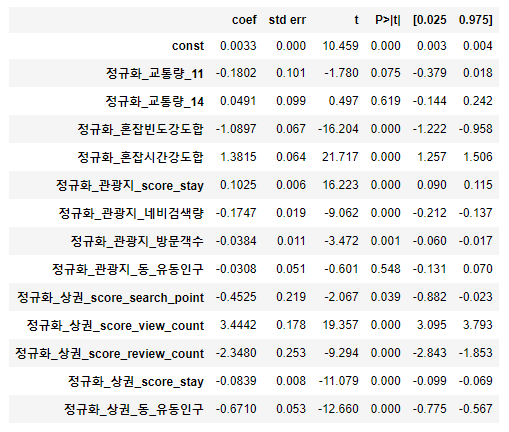 coef std err t P>|t| [0.025 0.975]
const 0.0033 0.000 10.459 0.000 0.003 0.004
정규화_교통량_11 -0.1802 0.101 -1.780 0.075 -0.379 0.018
정규화_교통량_14 0.0491 0.099 0.497 0.619 -0.144 0.242
정규화_혼잡빈도강도합 -1.0897 0.067 -16.204 0.000 -1.222 -0.958
정규화_혼잡시간강도합 1.3815 0.064 21.717 0.000 1.257 1.506
정규화_관광지_score_stay 0.1025 0.006 16.223 0.000 0.090 0.115
정규화_관광지_네비검색량 -0.1747 0.019 -9.062 0.000 -0.212 -0.137
정규화_관광지_방문객수 -0.0384 0.011 -3.472 0.001 -0.060 -0.017
정규화_관광지_동_유동인구 -0.0308 0.051 -0.601 0.548 -0.131 0.070
정규화_상권_score_search_point -0.4525 0.219 -2.067 0.039 -0.882 -0.023
정규화_상권_score_view_count 3.4442 0.178 19.357 0.000 3.095 3.793
정규화_상권_score_review_count -2.3480 0.253 -9.294 0.000 -2.843 -1.853
정규화_상권_score_stay -0.0839 0.008 -11.079 0.000 -0.099 -0.069
정규화_상권_동_유동인구 -0.6710 0.053 -12.660 0.000 -0.775 -0.567